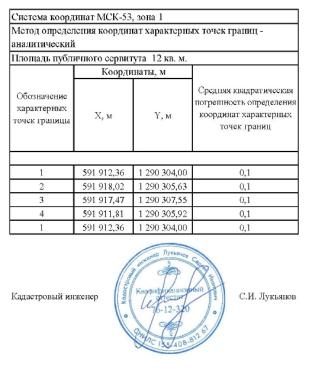 Система координат МСК-53, зона 1
Метод определения координат характерных точек границ -
аналитический
Площадь публичного сервитута 12 кв. м.
Обозначение характерных точек границы
Координаты, м
X, м
Y, м
Средняя квадратическая погрешность определения координат характерных точек границ
1 591 912,36 1 290 304,00 0,1
2 591 918,02 1 290 305,63 0,1
3 591 917,47 1 290 307,55 0,1
4 591 911,81 1 290 305,92 0,1
1 591 912,36 1 290 304,00 0,1
Кадастровый инженер
С.И. Лукьянов
Кадастровый инженер Лукьянов
Квалификационный
аттестат
6-12-320
СНИЛС 155-408-812 67